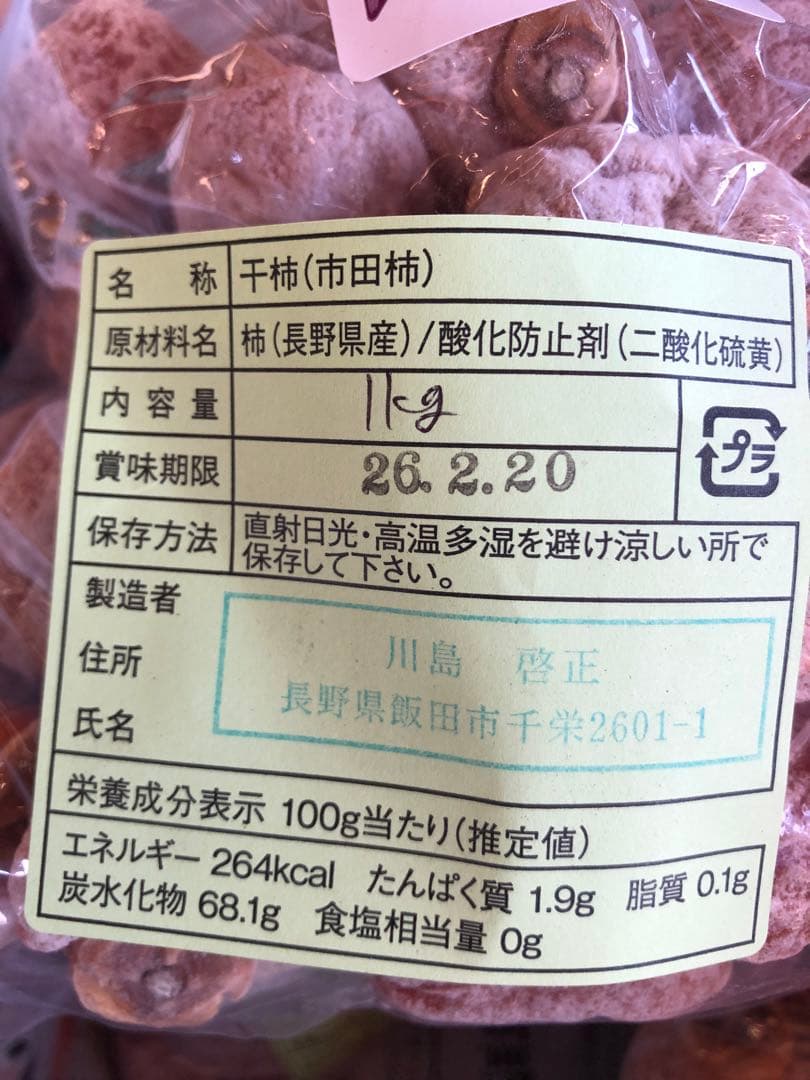 名 称 干柿(市田柿)
原材料名 柿(長野県産)/酸化防止剤(二酸化硫黄)
内容量 1kg
賞味期限 26.2.20
プラ
保存方法 直射日光・高温多湿を避け涼しい所で
保存して下さい。
製造者
住所
氏名
川島 啓正
長野県飯田市千栄2601-1
栄養成分表示 100g当たり(推定値)
エネルギー 264kcal たんぱく質 1.9g 脂質 0.1g
炭水化物 68.1g 食塩相当量 0g